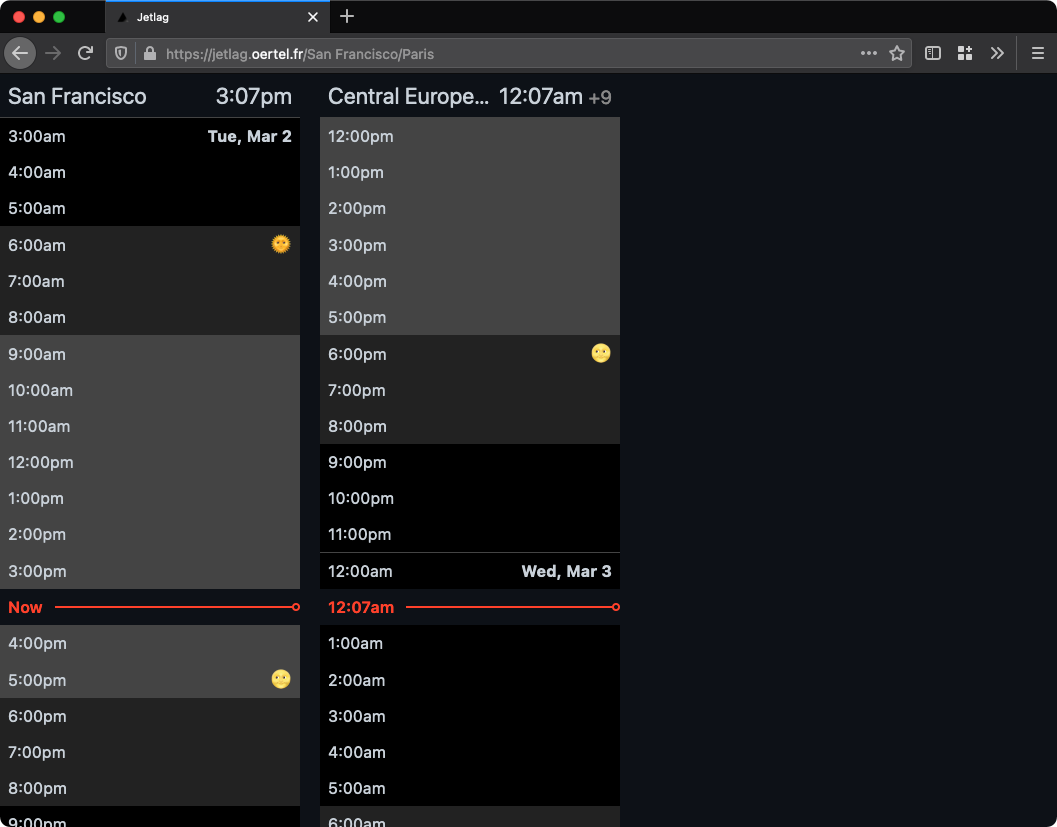 Jetlag
https://jetlag.oertel.fr/San Francisco/Paris
San Francisco 3:07pm
3:00am Tue, Mar 2
4:00am
5:00am
6:00am
7:00am
8:00am
9:00am
10:00am
11:00am
12:00pm
1:00pm
2:00pm
3:00pm
Now
4:00pm
5:00pm
6:00pm
7:00pm
8:00pm
9:00pm
Central Europe... 12:07am +9
12:00pm
1:00pm
2:00pm
3:00pm
4:00pm
5:00pm
6:00pm
7:00pm
8:00pm
9:00pm
10:00pm
11:00pm
12:00am Wed, Mar 3
12:07am
1:00am
2:00am
3:00am
4:00am
5:00am
6:00am